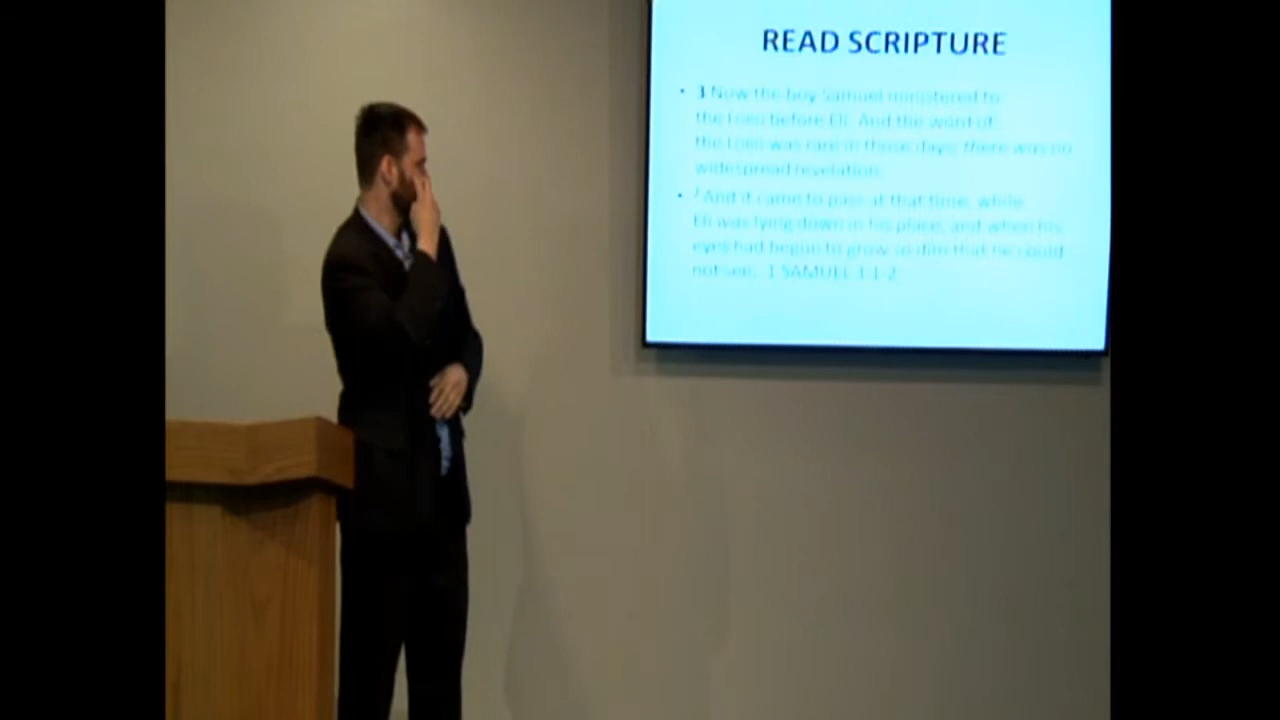 READ SCRIPTURE
• 3 Now the boy Samuel ministered to
the LORD before Eli. And the word of
the LORD was rare in those days; there was no
widespread revelation.
• 2 And it came to pass at that time, while
Eli was lying down in his place, and when his
eyes had begun to grow so dim that he could
not see, 1 SAMUEL 3:1-2